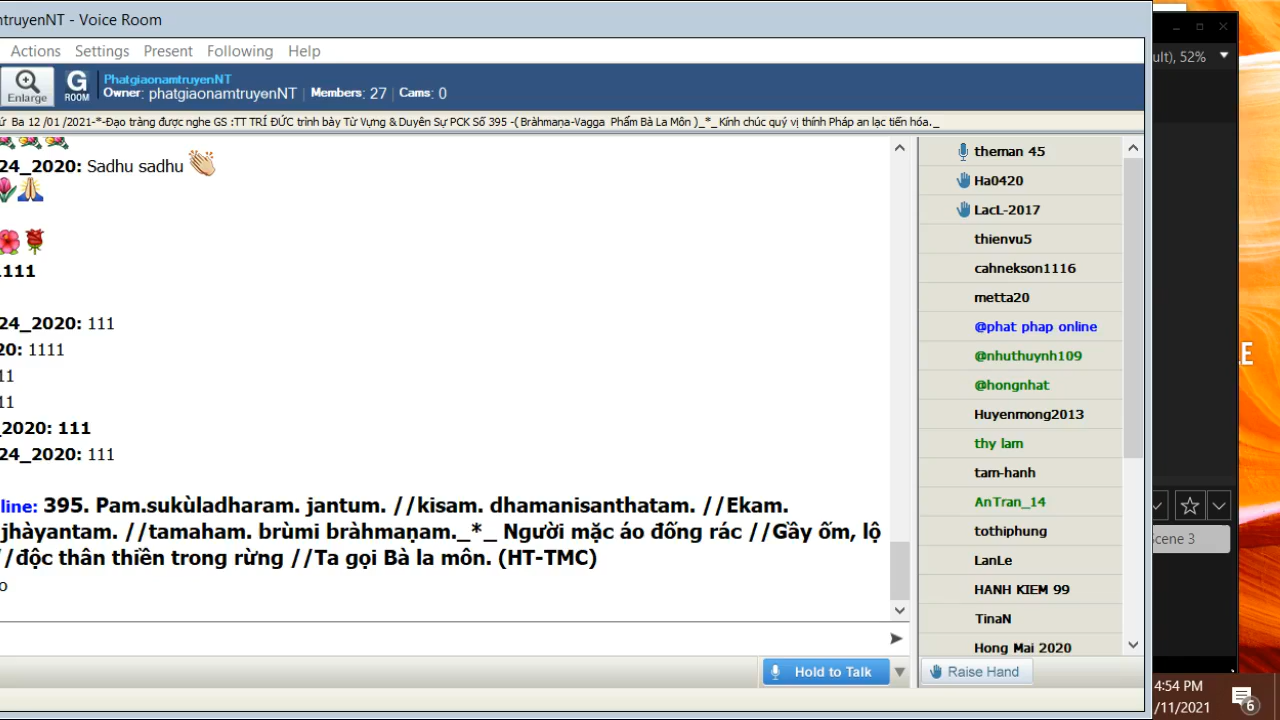 mtruyenNT - Voice Room
Actions Settings Present Following Help
Enlarge
G ROOM
PhatgiaonamtruyenNT
Owner: phatgiaonamtruyenNT | Members: 27 | Cams: 0
ứ Ba 12 /01 /2021-*-Đạo tràng được nghe GS :TT TRÍ ĐỨC trình bày Từ Vựng & Duyên Sự PCK Số 395 -( Bràhmaṇa-Vagga Phẩm Bà La Môn )_*_Kính chúc quý vị thính Pháp an lạc tiến hóa._
24_2020: Sadhu sadhu
1111
24_2020: 111
20: 1111
11
11
_2020: 111
24_2020: 111
line: 395. Pam.sukùladharam. jantum. //kisam. dhamanisanthatam. //Ekam.
jhàyantam. //tamaham. brùmi bràhmaṇam._*_ Người mặc áo đống rác //Gầy ốm, lộ
//độc thân thiền trong rừng //Ta gọi Bà la môn. (HT-TMC)
o
Hold to Talk
theman 45
Ha0420
LacL-2017
thienvu5
cahnekson1116
metta20
@phat phap online
@nhuthuynh109
@hongnhat
Huyenmong2013
thy lam
tam-hanh
AnTran_14
tothiphung
LanLe
HANH KIEM 99
TinaN
Hong Mai 2020
Raise Hand
ult), 52%
LE
cene 3
4:54 PM
/11/2021
6